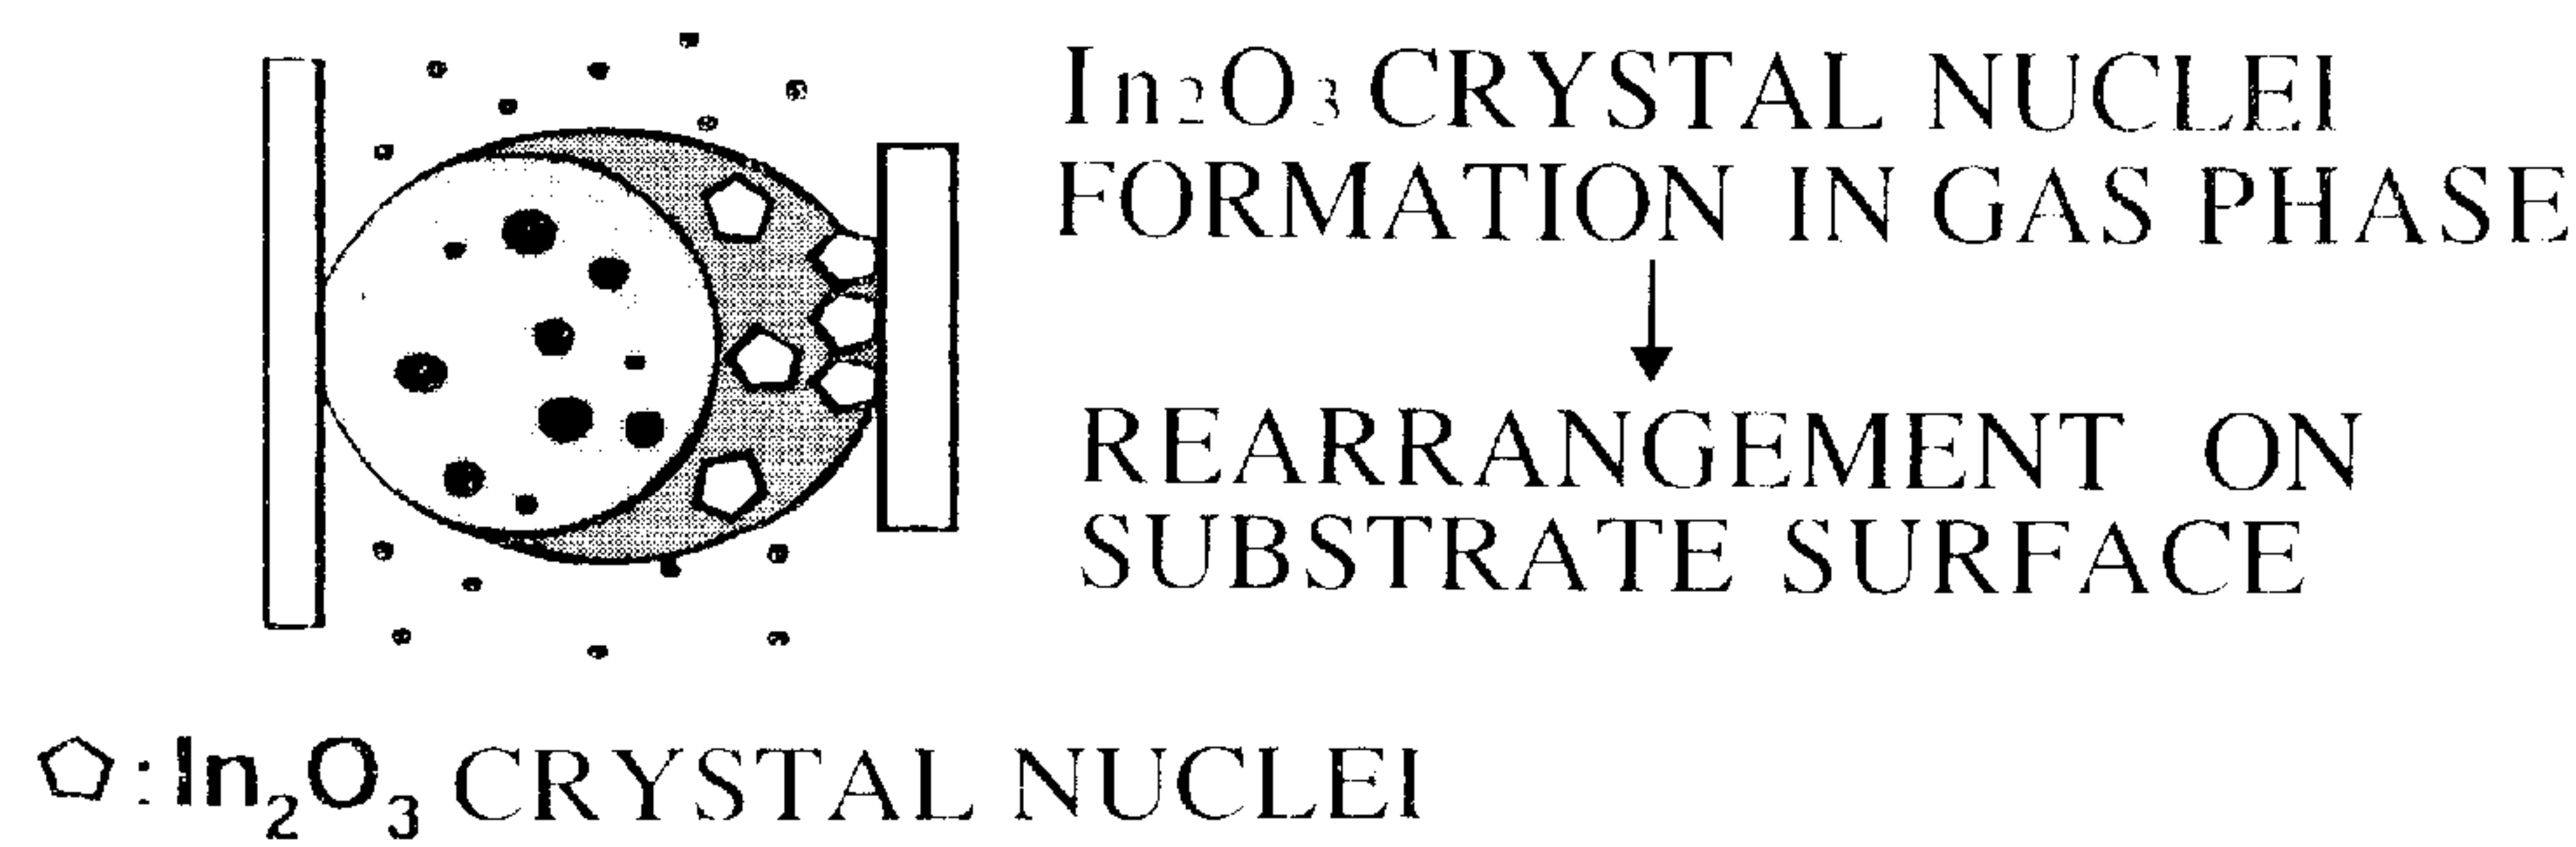 In₂O₃ CRYSTAL NUCLEI
FORMATION IN GAS PHASE
REARRANGEMENT ON
SUBSTRATE SURFACE
:In₂O₃ CRYSTAL NUCLEI